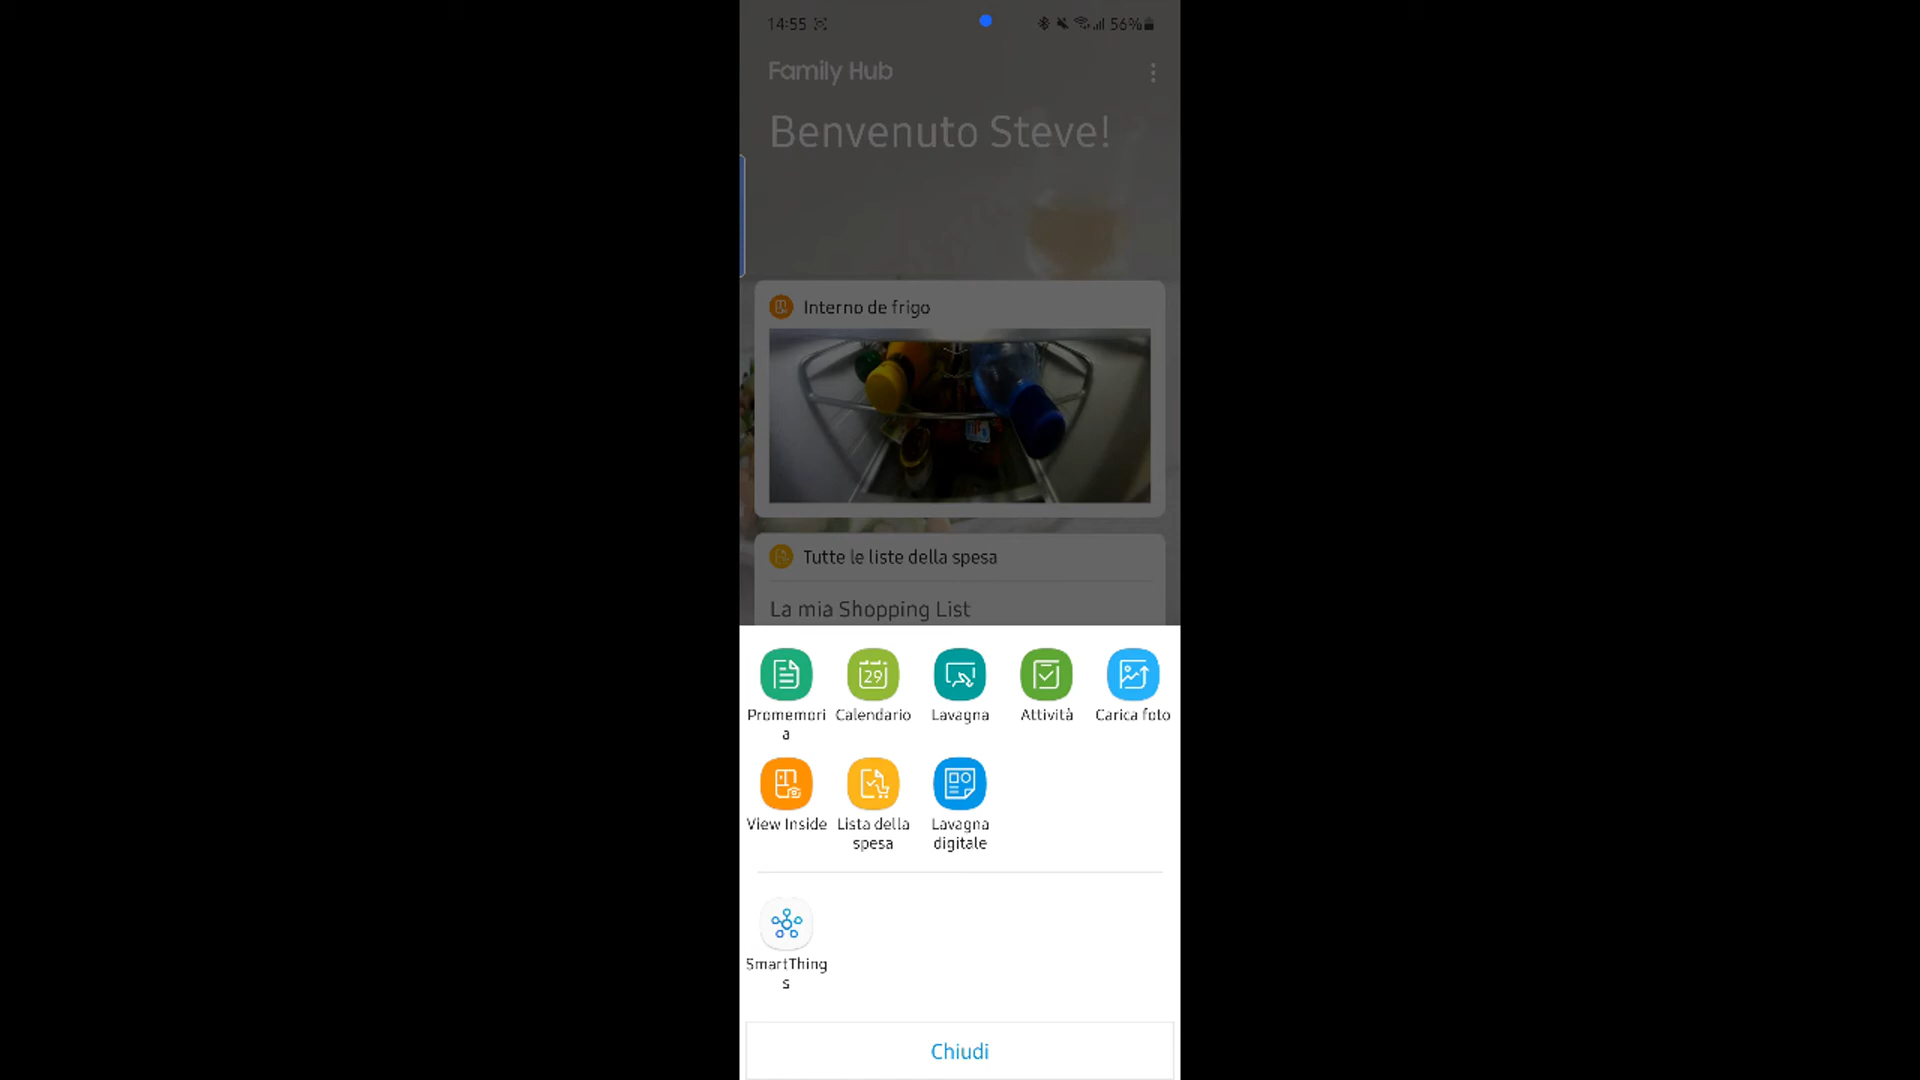 14:55 56%
Family Hub
Benvenuto Steve!
Interno de frigo
Tutte le liste della spesa
La mia Shopping List
Promemori
a
Calendario
29
Lavagna
Attività
Carica foto
View Inside
Lista della
spesa
Lavagna
digitale
SmartThing
s
Chiudi